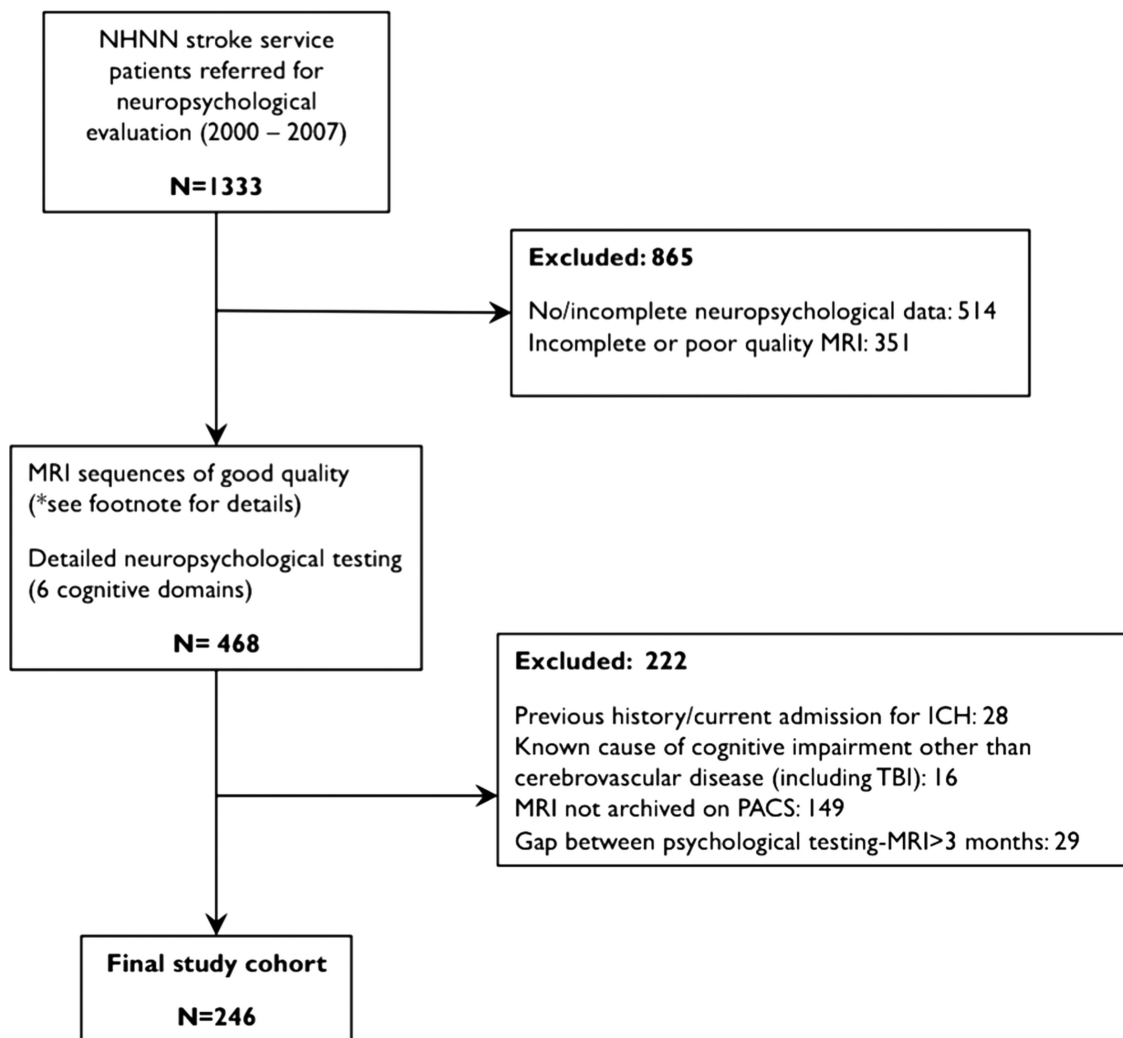 NHNN stroke service
patients referred for
neuropsychological
evaluation (2000 – 2007)
N=1333
Excluded: 865
No/incomplete neuropsychological data: 514
Incomplete or poor quality MRI: 351
MRI sequences of good quality
(*see footnote for details)
Detailed neuropsychological testing
(6 cognitive domains)
N= 468
Excluded: 222
Previous history/current admission for ICH: 28
Known cause of cognitive impairment other than
cerebrovascular disease (including TBI): 16
MRI not archived on PACS: 149
Gap between psychological testing-MRI>3 months: 29
Final study cohort
N=246